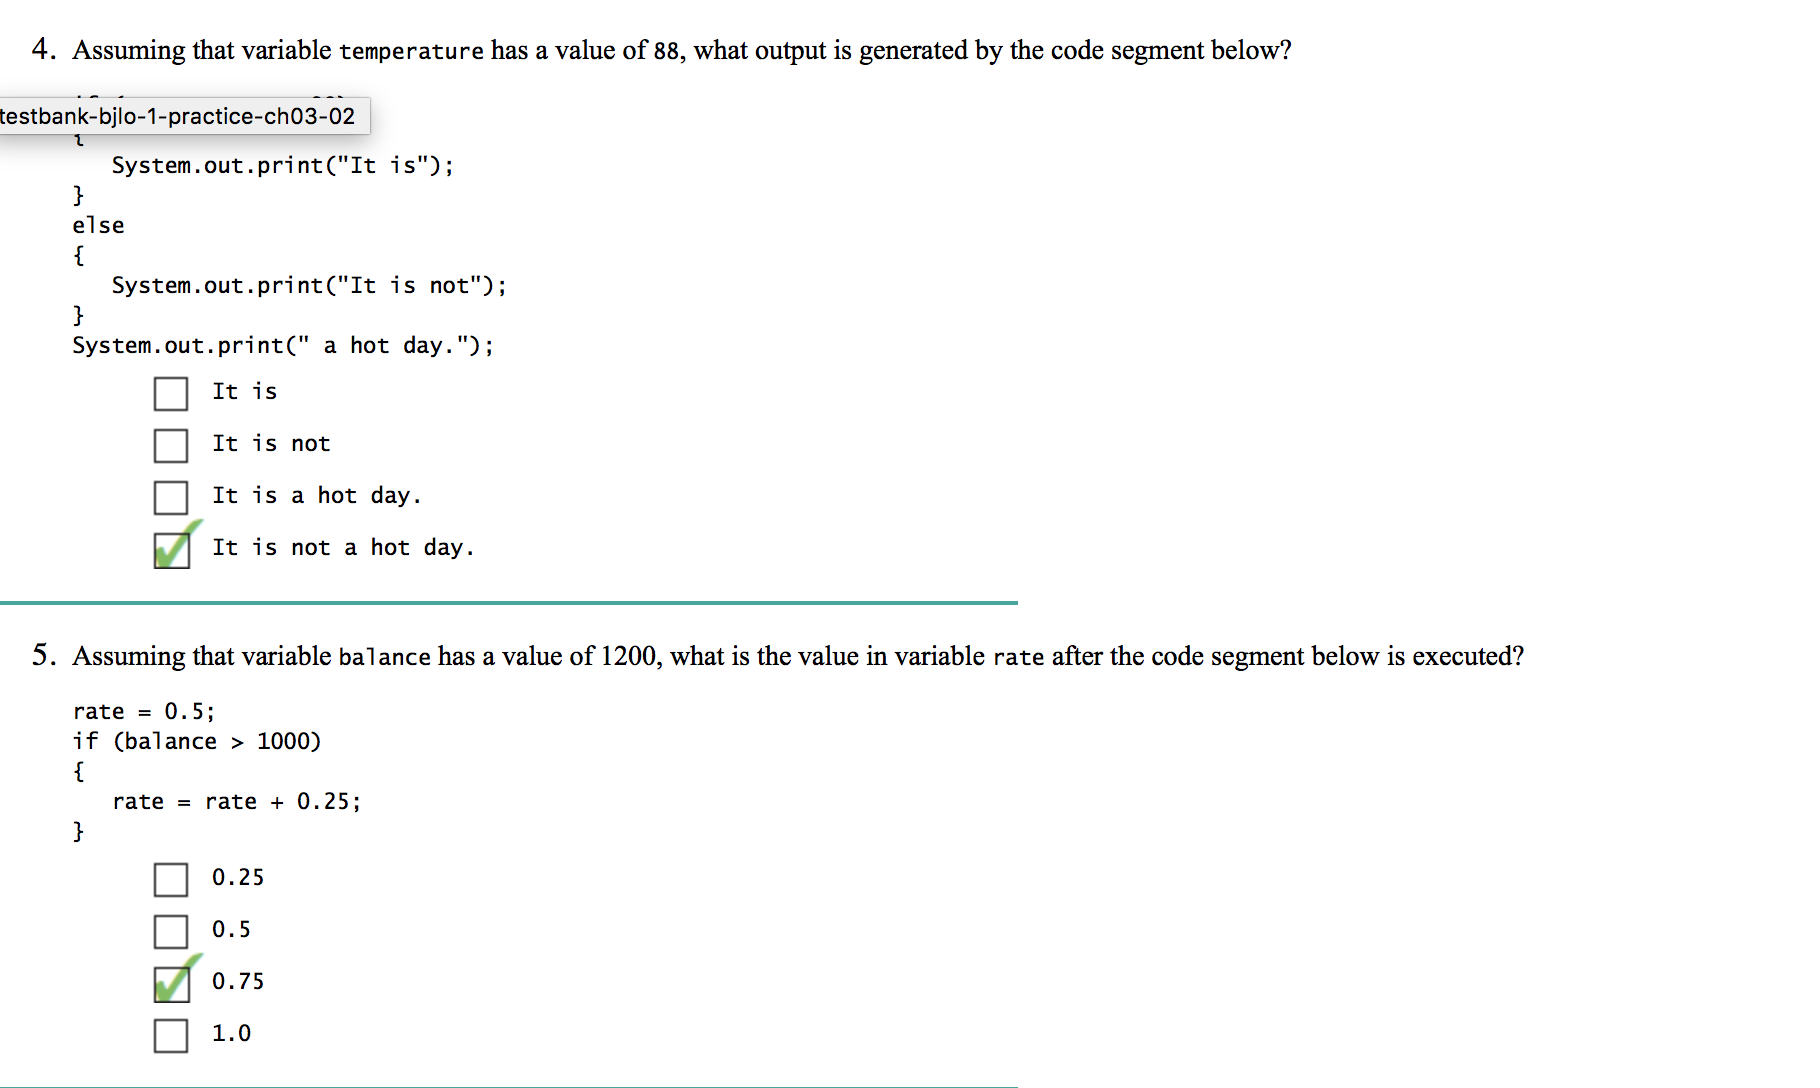 4. Assuming that variable temperature has a value of 88, what output is generated by the code segment below?
testbank-bjlo-1-practice-ch03-02
{
System.out.print("It is");
}
else
{
System.out.print("It is not");
}
System.out.print(" a hot day.");
It is
It is not
It is a hot day.
It is not a hot day.
5. Assuming that variable balance has a value of 1200, what is the value in variable rate after the code segment below is executed?
rate = 0.5;
if (balance > 1000)
{
rate = rate + 0.25;
}
0.25
0.5
0.75
1.0